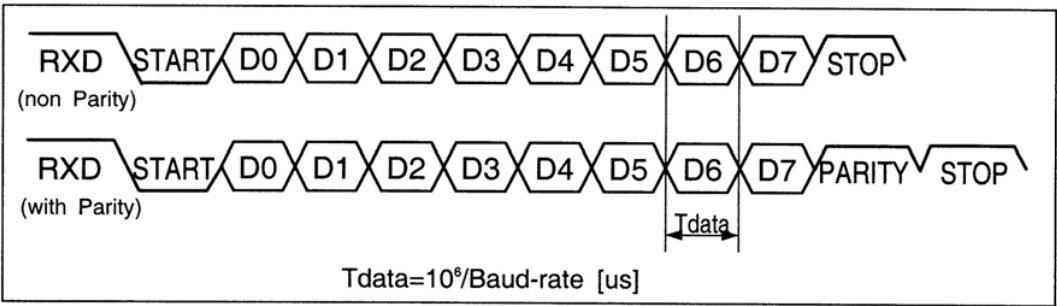 RXD START D0 D1 D2 D3 D4 D5 D6 D7 STOP
(non Parity)
RXD START D0 D1 D2 D3 D4 D5 D6 D7 PARITY STOP
(with Parity)
Tdata
Tdata=10⁶/Baud-rate [us]